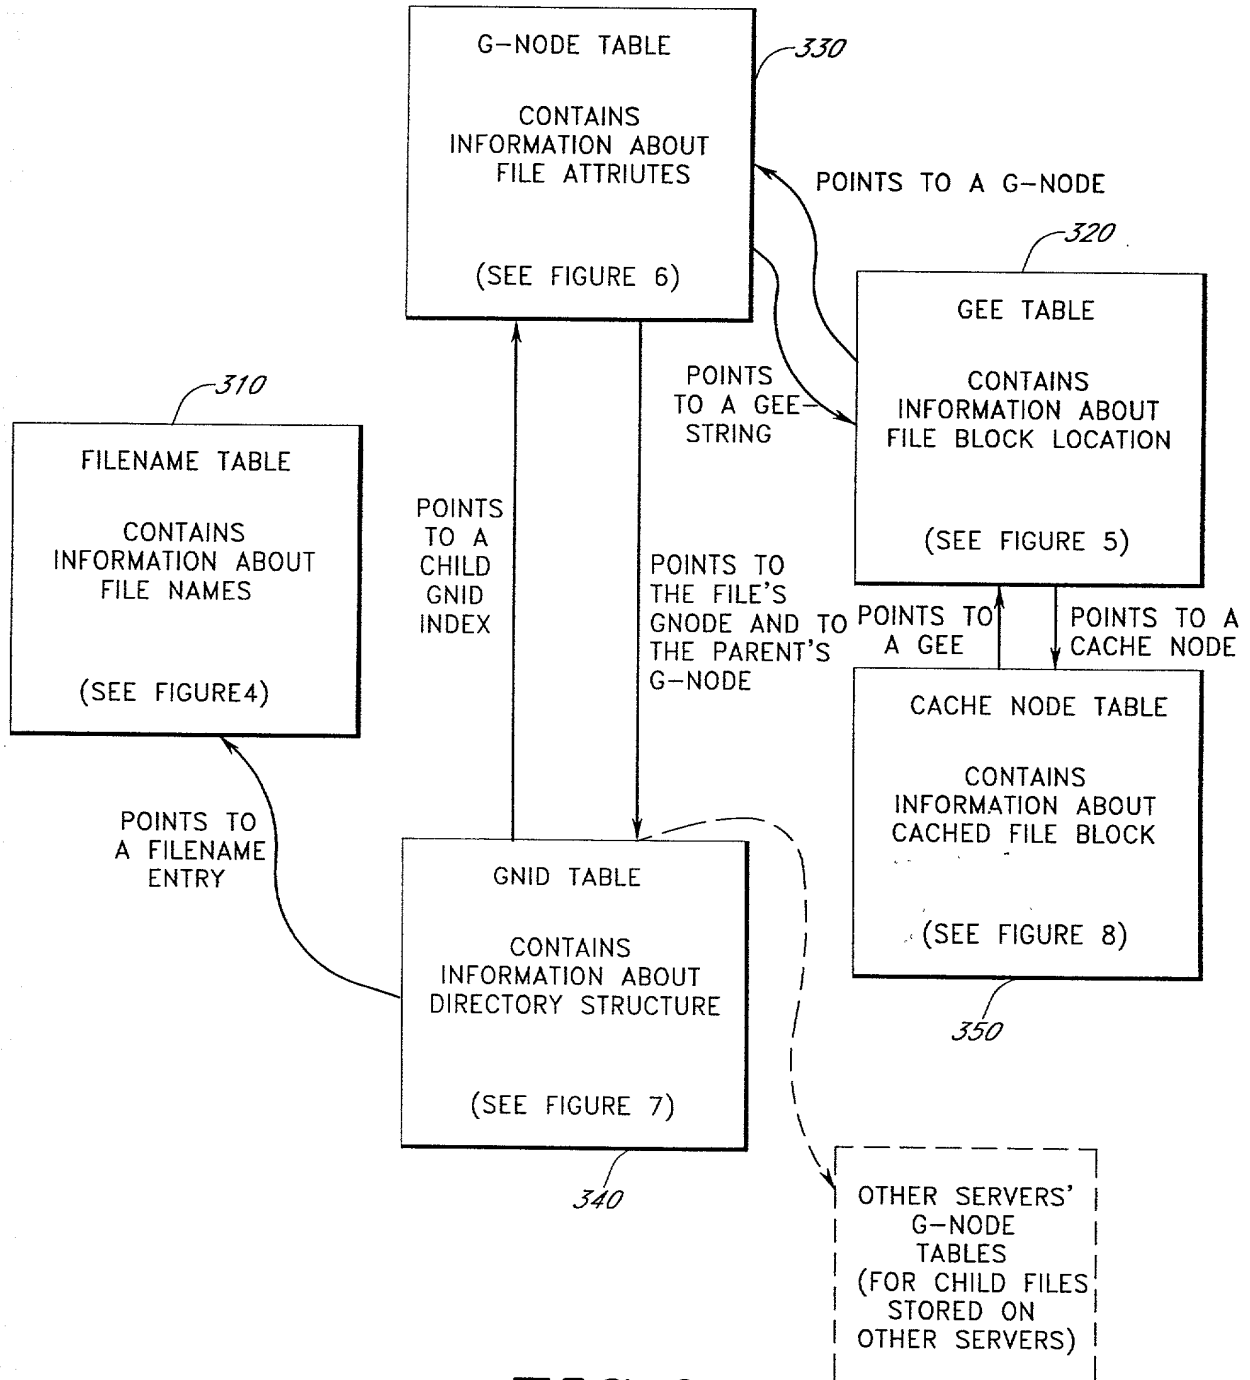 G-NODE TABLE
CONTAINS
INFORMATION ABOUT
FILE ATTRIUTES
(SEE FIGURE 6)
330
POINTS TO A G-NODE
320
GEE TABLE
CONTAINS
INFORMATION ABOUT
FILE BLOCK LOCATION
(SEE FIGURE 5)
POINTS
TO A GEE-
STRING
310
FILENAME TABLE
CONTAINS
INFORMATION ABOUT
FILE NAMES
(SEE FIGURE4)
POINTS
TO A
CHILD
GNID
INDEX
POINTS TO
THE FILE'S
GNODE AND TO
THE PARENT'S
G-NODE
POINTS TO
A GEE
POINTS TO A
CACHE NODE
CACHE NODE TABLE
CONTAINS
INFORMATION ABOUT
CACHED FILE BLOCK
(SEE FIGURE 8)
350
POINTS TO
A FILENAME
ENTRY
GNID TABLE
CONTAINS
INFORMATION ABOUT
DIRECTORY STRUCTURE
(SEE FIGURE 7)
340
OTHER SERVERS'
G-NODE
TABLES
(FOR CHILD FILES
STORED ON
OTHER SERVERS)